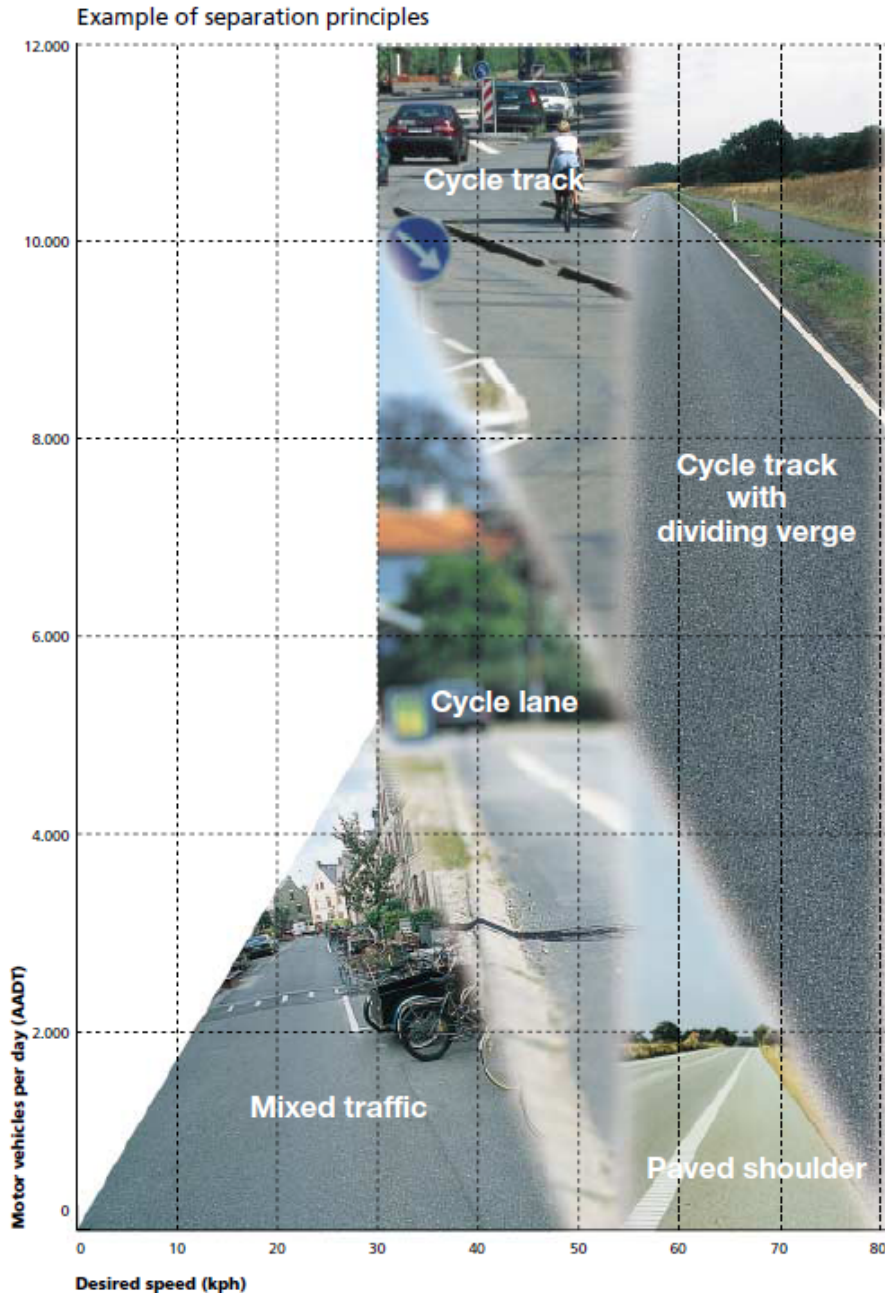 Example of separation principles
12.000
10.000
8.000
6.000
4.000
2.000
0
Motor vehicles per day (AADT)
Cycle track
Cycle track
with
dividing verge
Cycle lane
Mixed traffic
Paved shoulder
0 10 20 30 40 50 60 70 80
Desired speed (kph)